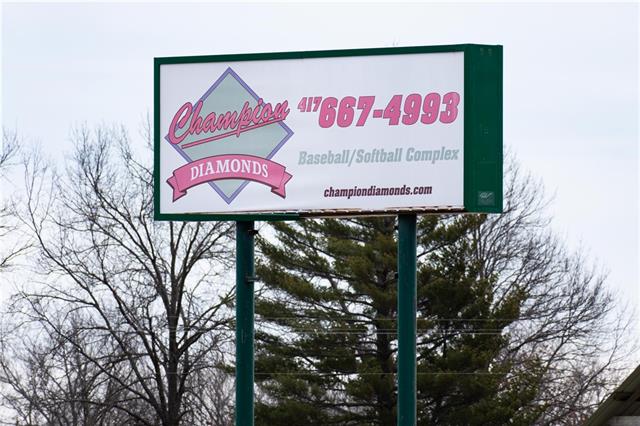 Champion
DIAMONDS
417 667-4993
Baseball/Softball Complex
championdiamonds.com